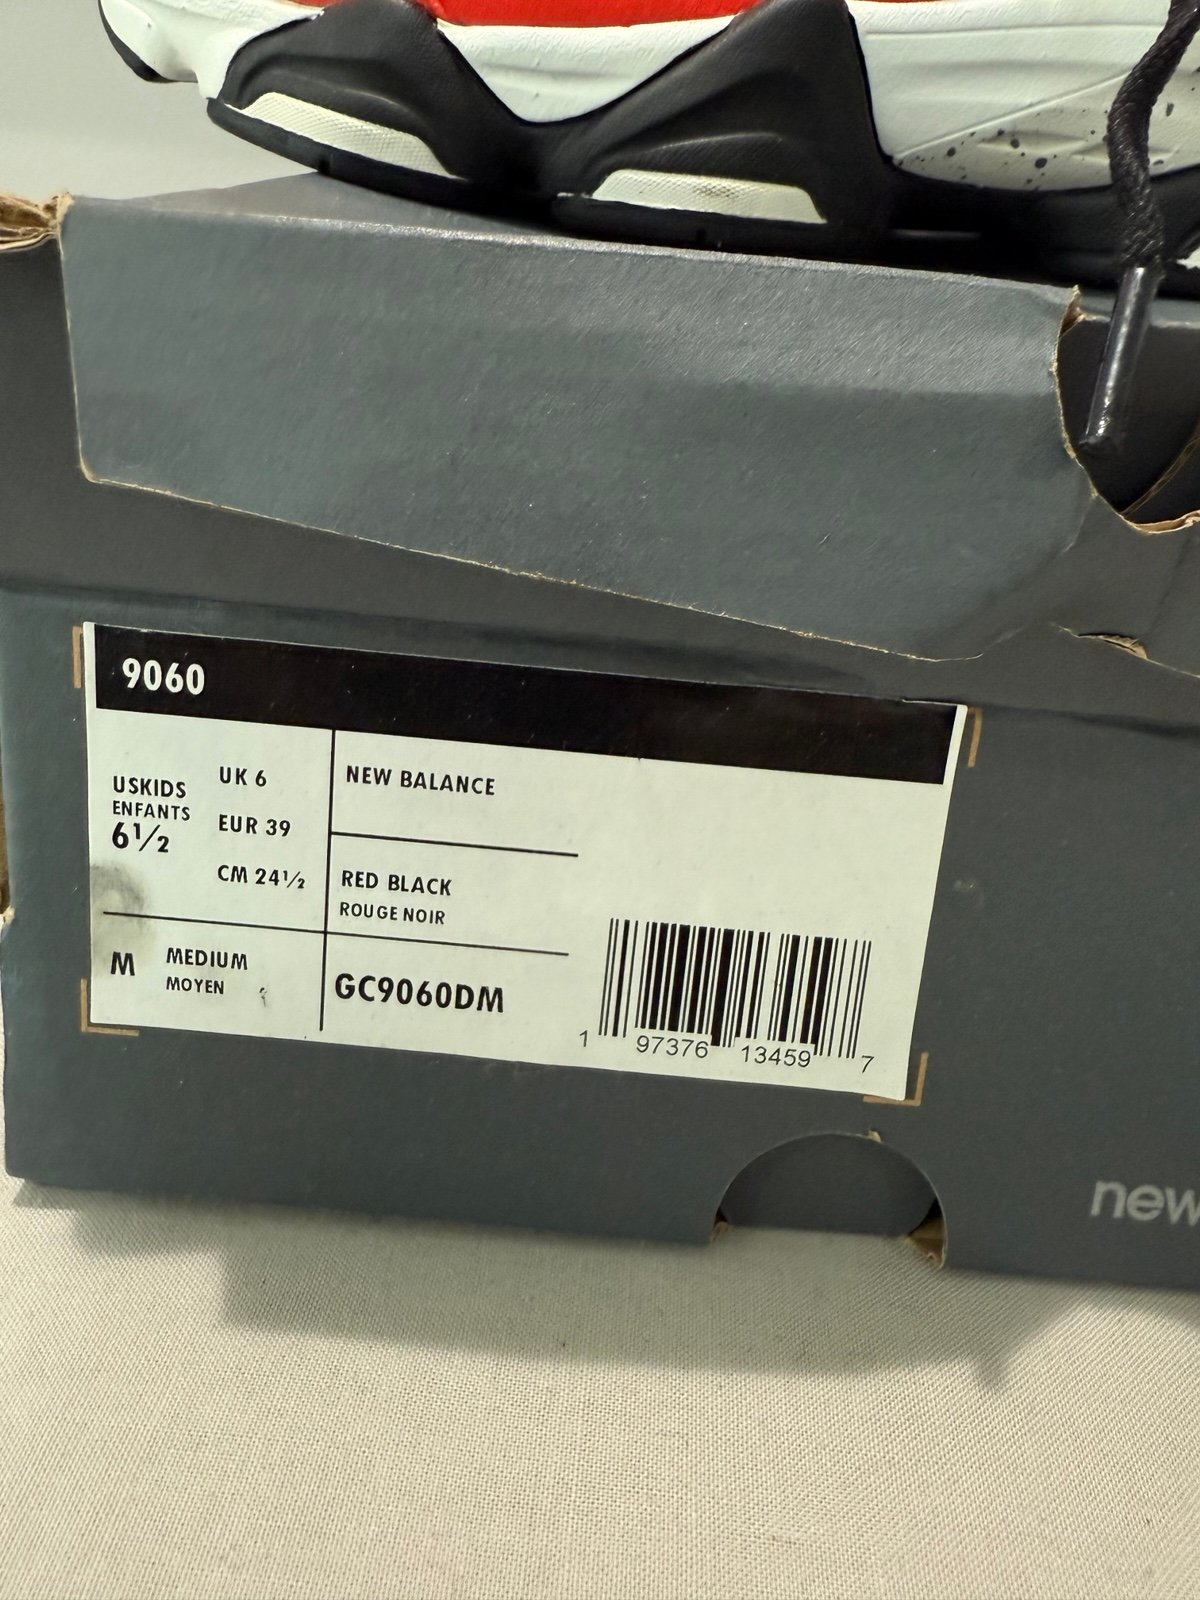 9060
USKIDS
ENFANTS
6½
UK 6
EUR 39
CM 24½
NEW BALANCE
RED BLACK
ROUGE NOIR
M
MEDIUM
MOYEN
GC9060DM
1 97376 13459 7
new